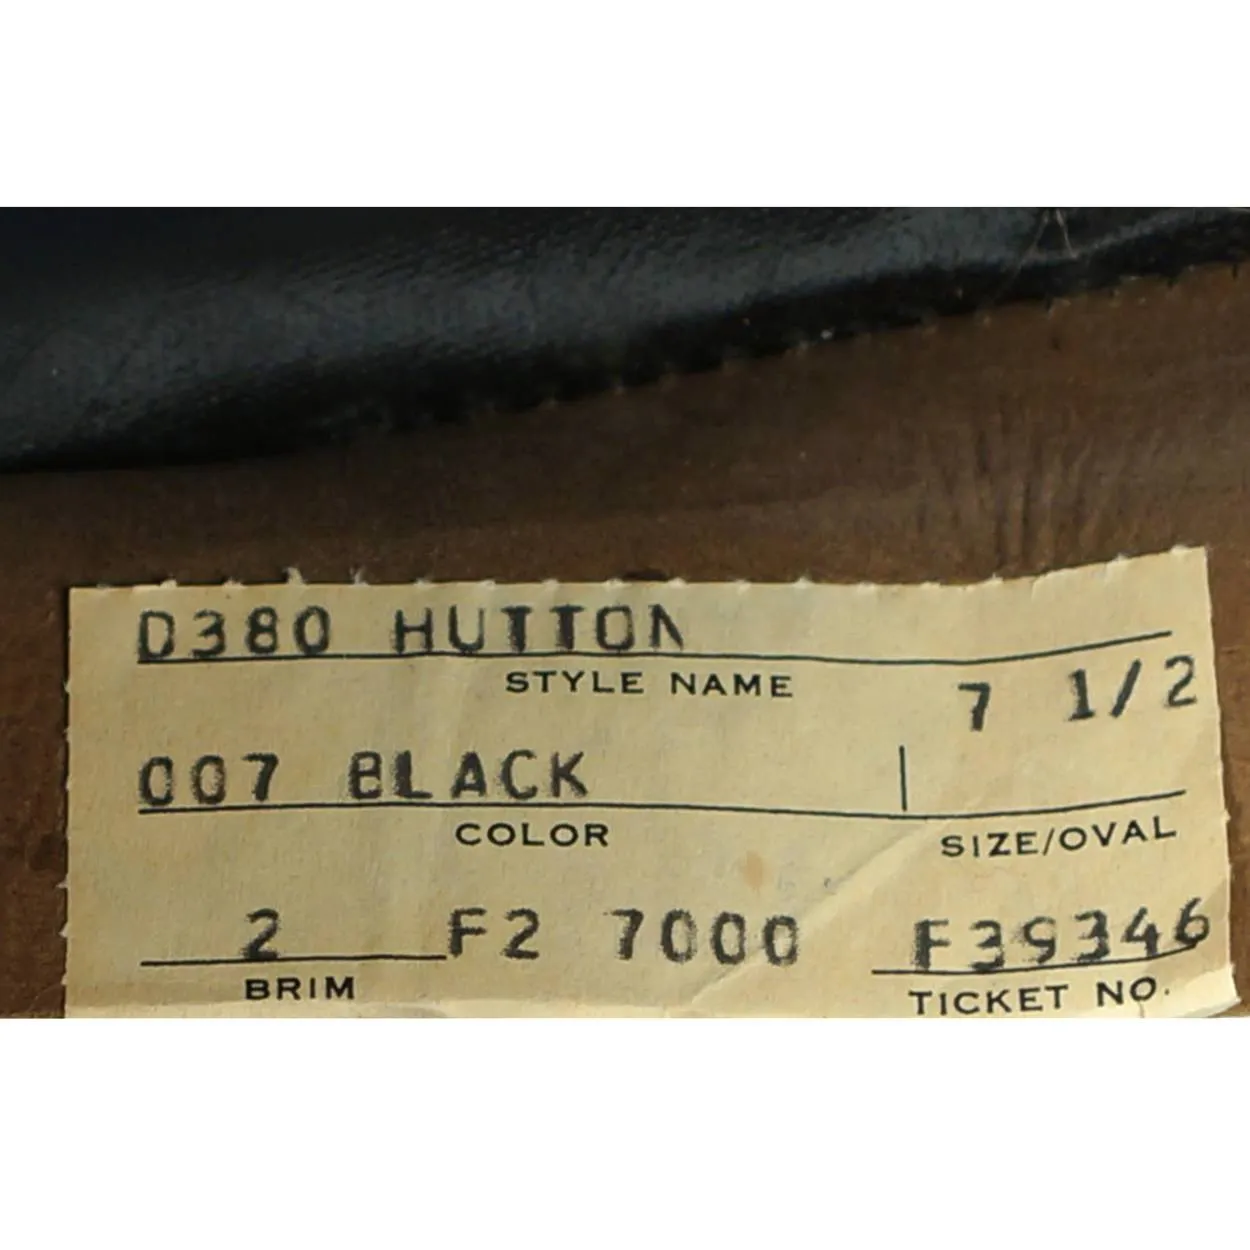 D380 HUTTON
STYLE NAME
7 1/2
007 BLACK
COLOR
SIZE/OVAL
2 F2 7000 F39346
BRIM
TICKET NO.